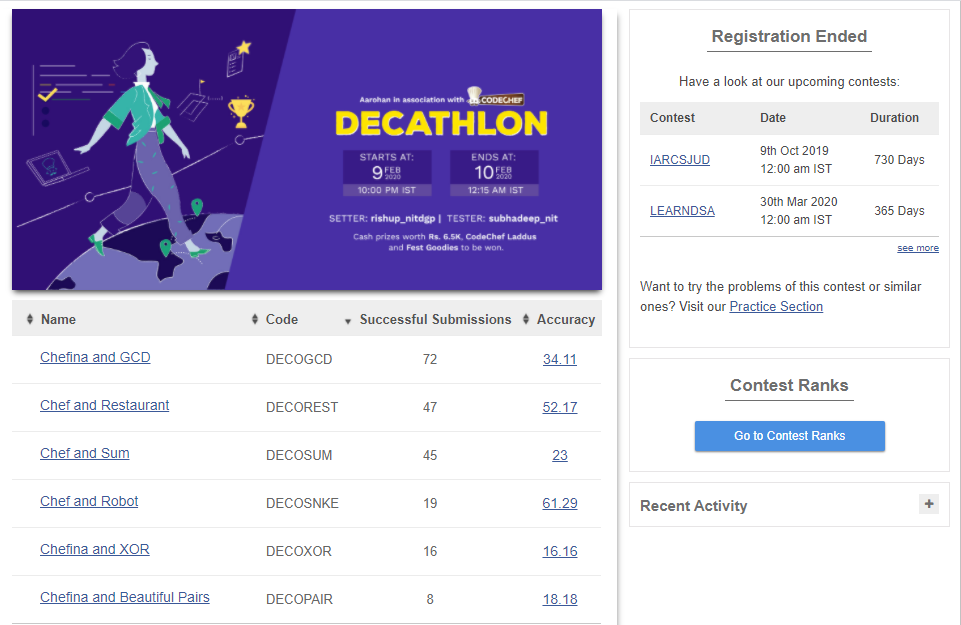 Aarohan in association with CODECHEF
DECATHLON
STARTS AT:
9 FEB 2020
10:00 PM IST
ENDS AT:
10 FEB 2020
12:15 AM IST
SETTER: rishup_nitdgp | TESTER: subhadeep_nit
Cash prizes worth Rs. 6.5K, CodeChef Laddus
and Fest Goodies to be won.
Name Code Successful Submissions Accuracy
Chefina and GCD DECOGCD 72 34.11
Chef and Restaurant DECOREST 47 52.17
Chef and Sum DECOSUM 45 23
Chef and Robot DECOSNKE 19 61.29
Chefina and XOR DECOXOR 16 16.16
Chefina and Beautiful Pairs DECOPAIR 8 18.18
Registration Ended
Have a look at our upcoming contests:
Contest Date Duration
IARCSJUD 9th Oct 2019 730 Days
12:00 am IST
LEARNDSA 30th Mar 2020 365 Days
12:00 am IST
see more
Want to try the problems of this contest or similar
ones? Visit our Practice Section
Contest Ranks
Go to Contest Ranks
Recent Activity +